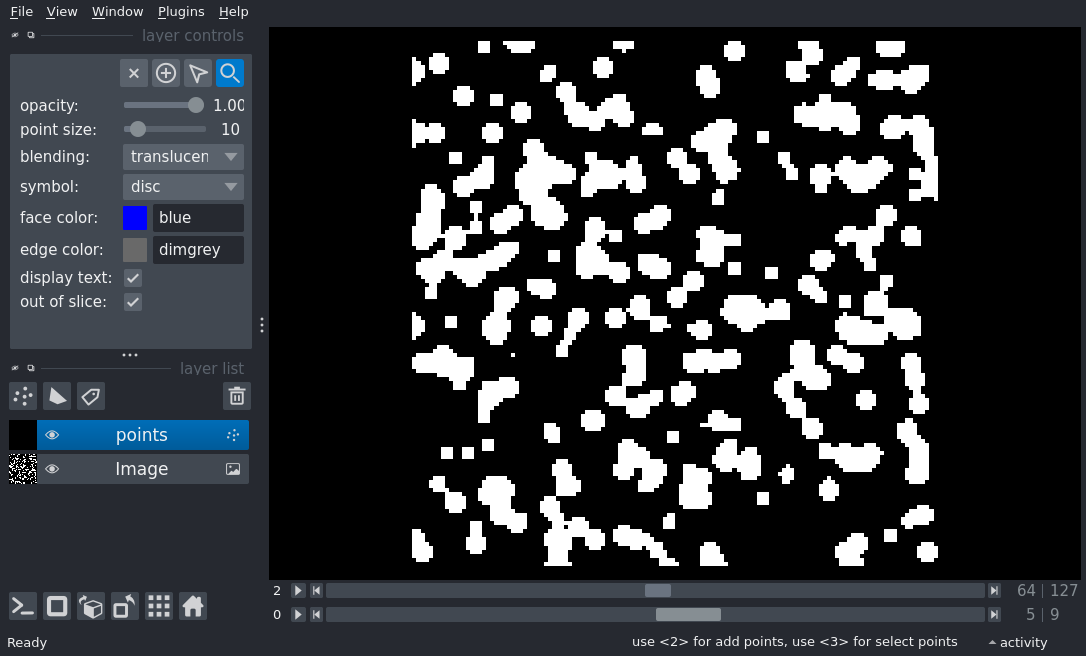 File View Window Plugins Help
layer controls
opacity: 1.00
point size: 10
blending: translucen
symbol: disc
face color: blue
edge color: dimgrey
display text:
out of slice:
layer list
points
Image
2 64 | 127
0 5 | 9
Ready use <2> for add points, use <3> for select points activity